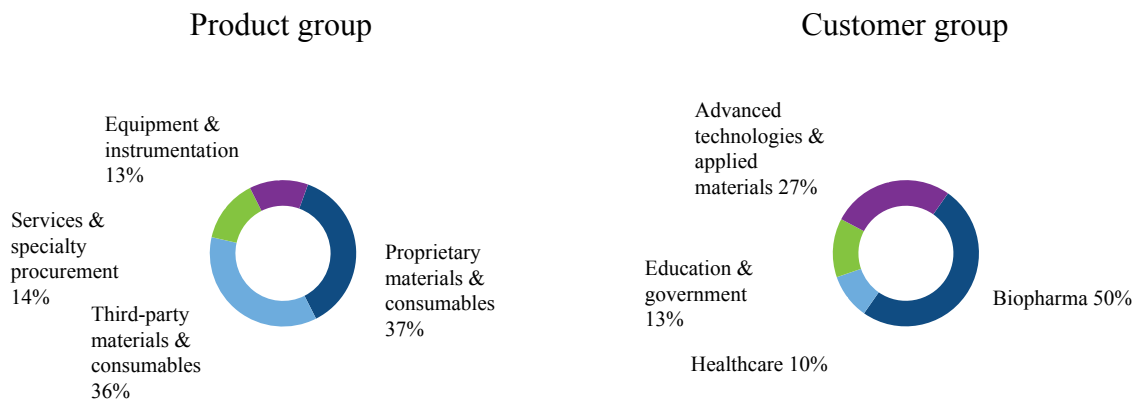 Product group
Equipment &
instrumentation
13%
Services &
specialty
procurement
14%
Third-party
materials &
consumables
36%
Proprietary
materials &
consumables
37%
Customer group
Advanced
technologies &
applied
materials 27%
Education &
government
13%
Healthcare 10%
Biopharma 50%